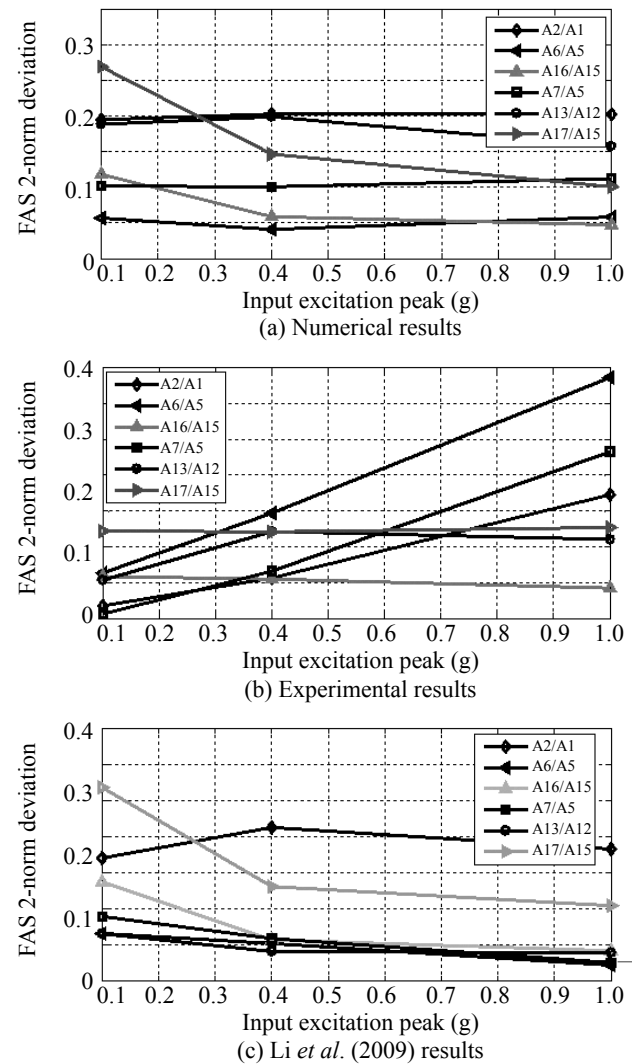 FAS 2-norm deviation
0.3
0.2
0.1
0
A2/A1
A6/A5
A16/A15
A7/A5
A13/A12
A17/A15
0.1 0.2 0.3 0.4 0.5 0.6 0.7 0.8 0.9 1.0
Input excitation peak (g)
(a) Numerical results
FAS 2-norm deviation
0.4
0.3
0.2
0.1
0
A2/A1
A6/A5
A16/A15
A7/A5
A13/A12
A17/A15
0.1 0.2 0.3 0.4 0.5 0.6 0.7 0.8 0.9 1.0
Input excitation peak (g)
(b) Experimental results
FAS 2-norm deviation
0.4
0.3
0.2
0.1
0
A2/A1
A6/A5
A16/A15
A7/A5
A13/A12
A17/A15
0.1 0.2 0.3 0.4 0.5 0.6 0.7 0.8 0.9 1.0
Input excitation peak (g)
(c) Li et al. (2009) results